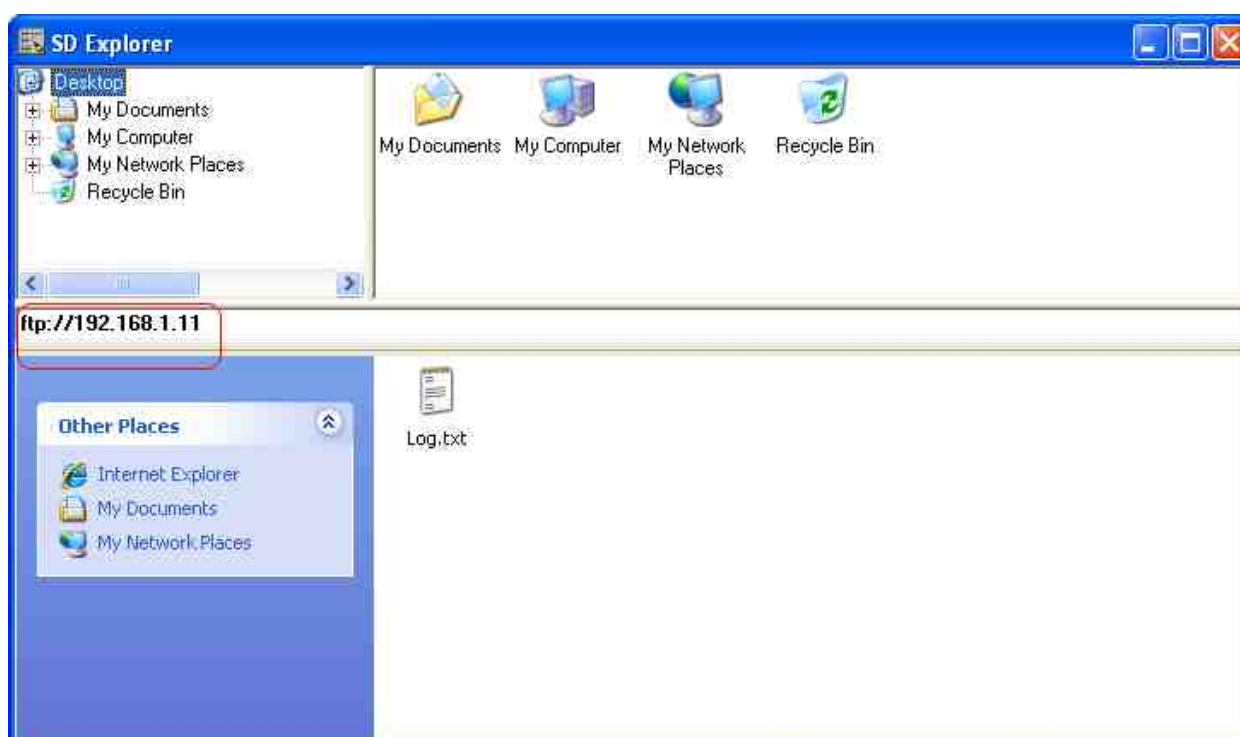 SD Explorer
Desktop
My Documents
My Computer
My Network Places
Recycle Bin
My Documents
My Computer
My Network
Places
Recycle Bin
ftp://192.168.1.11
Other Places
Internet Explorer
My Documents
My Network Places
Log.txt